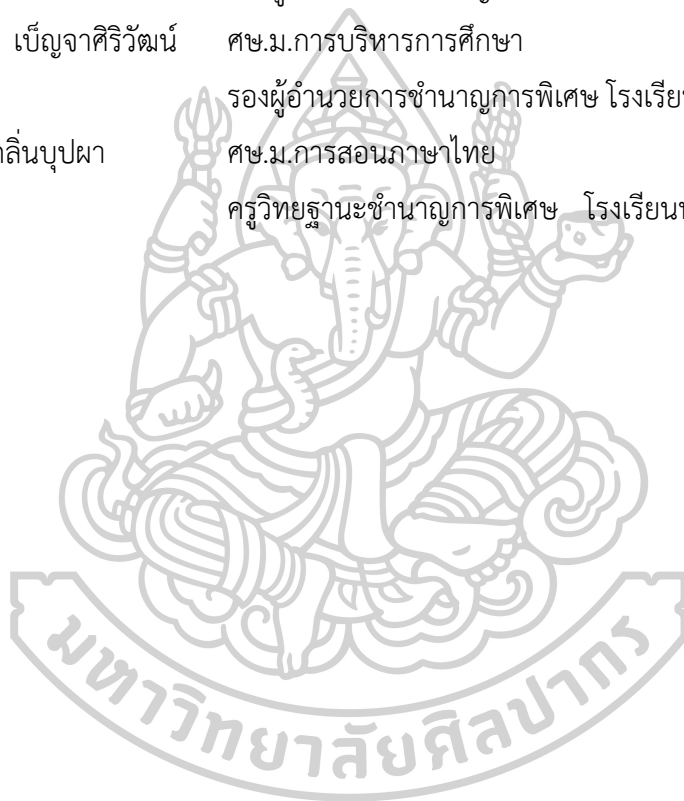 เบ็ญจาศิริวัฒน์ ศษ.ม.การบริหารการศึกษา
รองผู้อำนวยการชำนาญการพิเศษ โรงเรีย
กลิ่นบุปผา ศษ.ม.การสอนภาษาไทย
ครูวิทยฐานะชำนาญการพิเศษ โรงเรียน
มหาวิทยาลัยศิลปากร